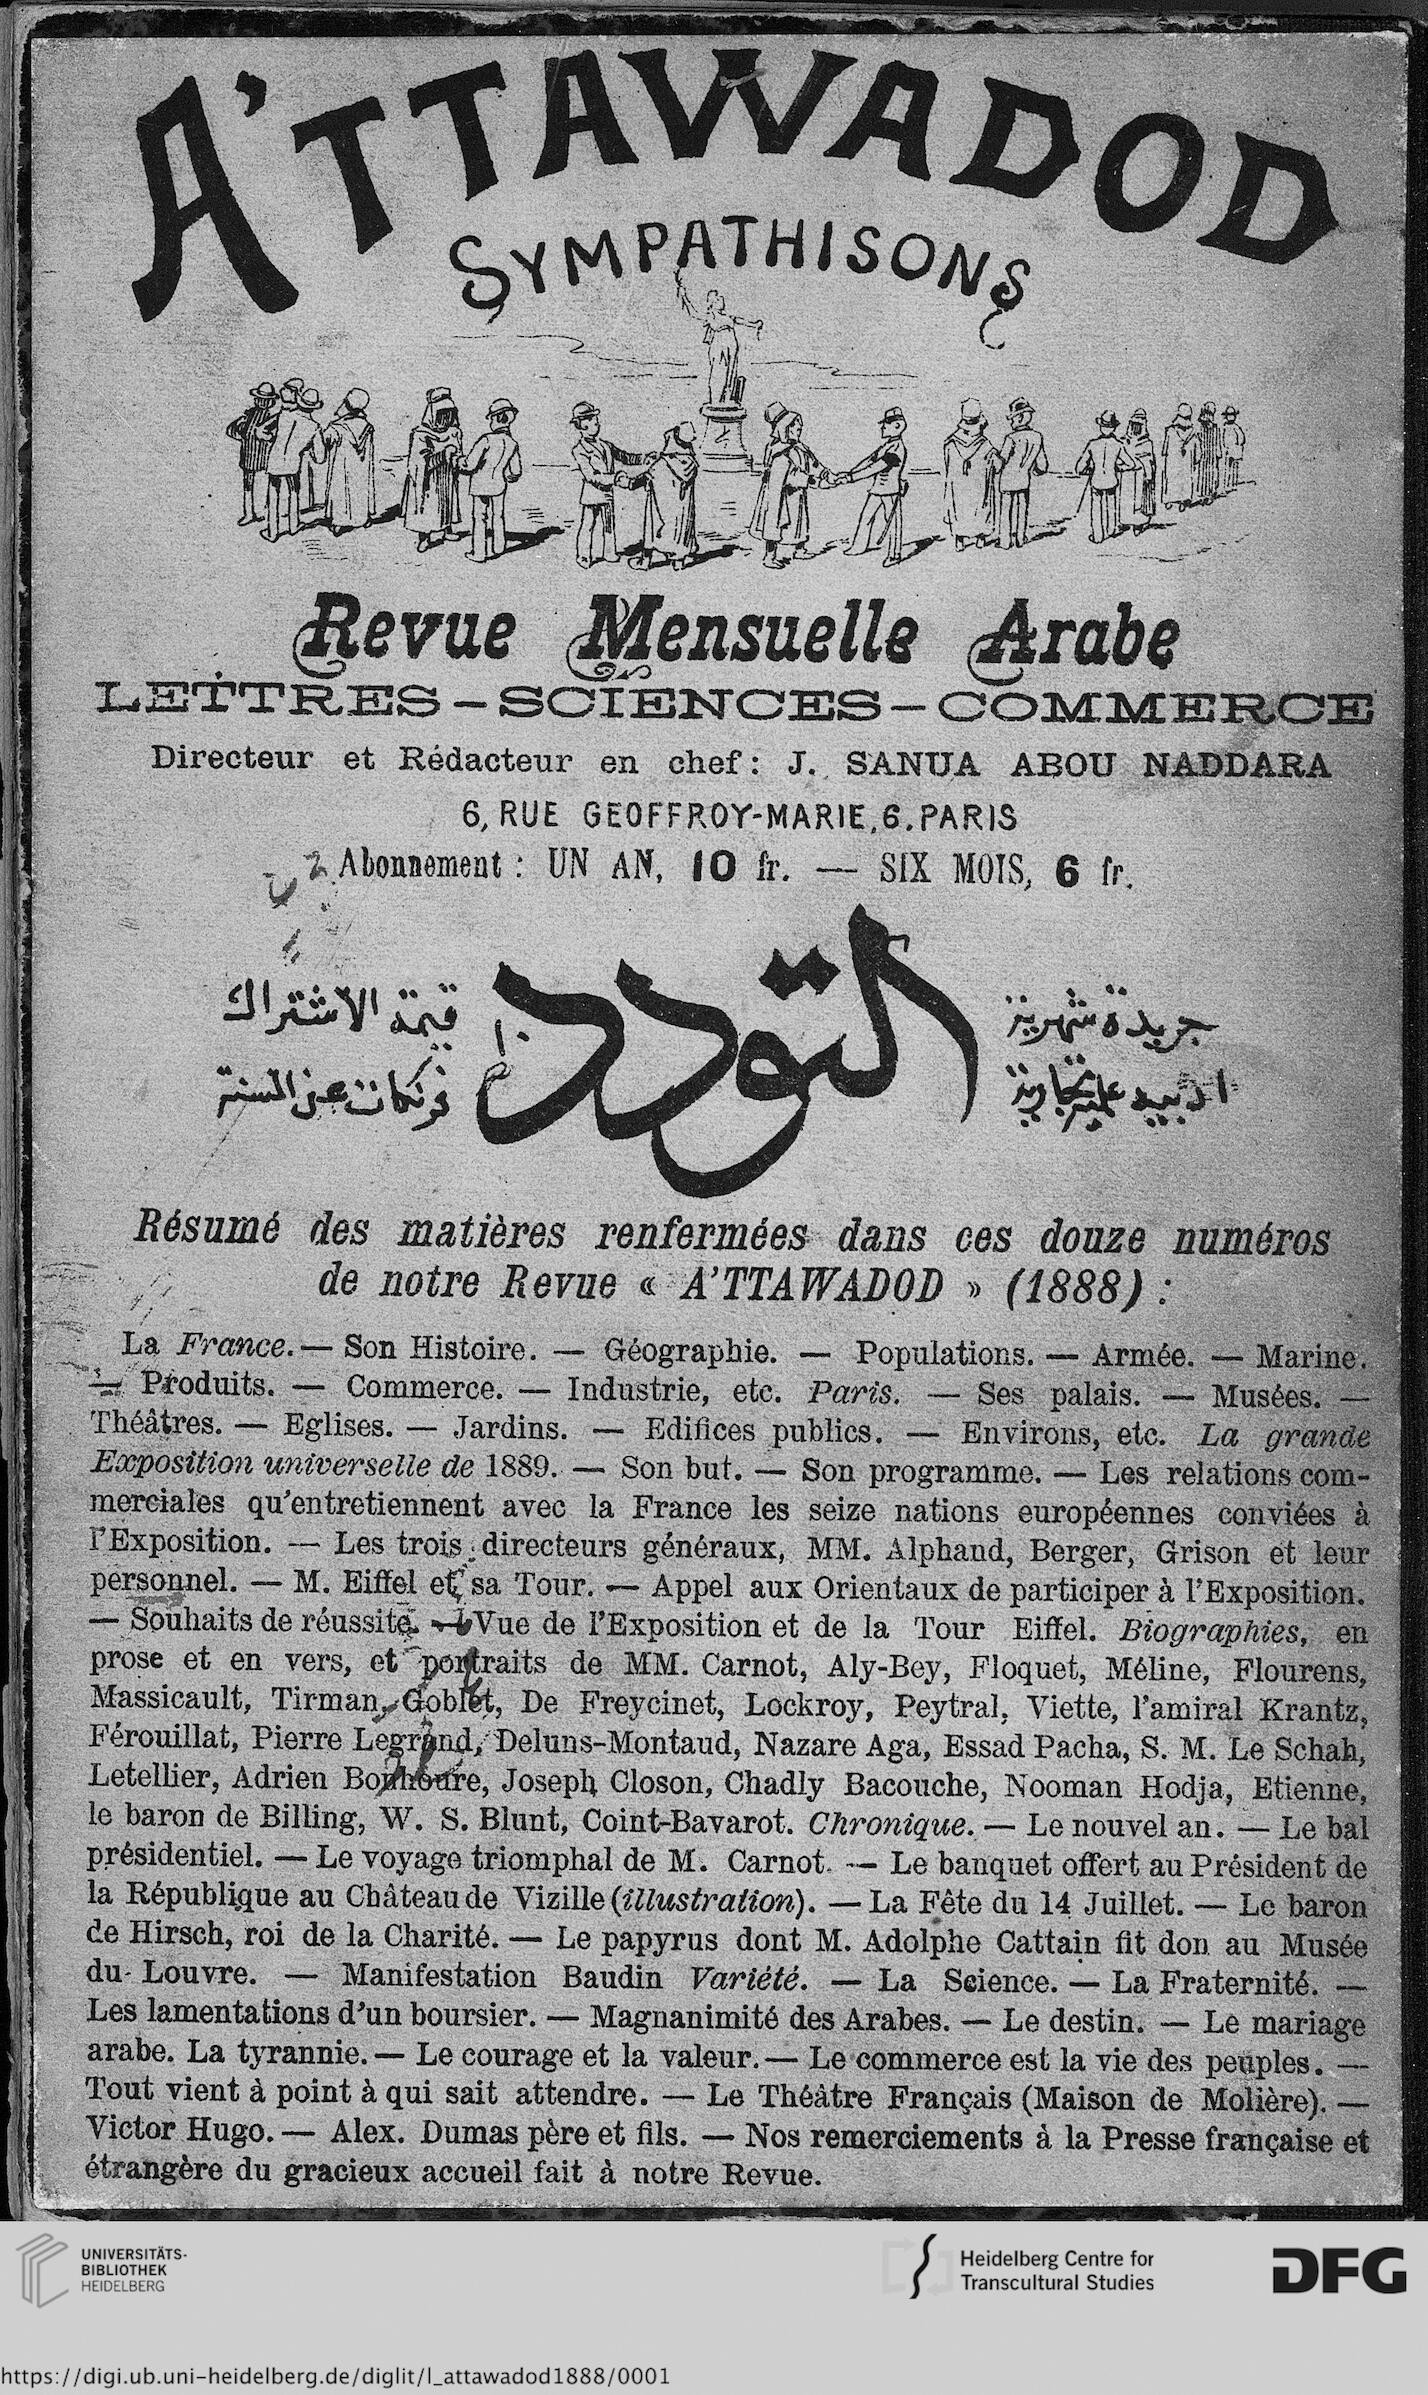 A'TTAWADOD
SYMPATHISONS
Revue Mensuelle Arabe
LETTRES – SCIENCES – COMMERCE
Directeur et Rédacteur en chef: J. SANUA ABOU NADDARA
6, RUE GEOFFROY-MARIE, 6. PARIS
Abonnement : UN AN, 10 fr. — SIX MOIS, 6 fr.
التودد
جريدة شهرية
ادبيه علمية تجارية
قيمة الاشتراك
١٠ فرنكات عن السنة
Résumé des matières renfermées dans ces douze numéros
de notre Revue « A'TTAWADOD » (1888) :
La France. — Son Histoire. — Géographie. — Populations. — Armée. — Marine.
— Produits. — Commerce. — Industrie, etc. Paris. — Ses palais. — Musées. —
Théâtres. — Eglises. — Jardins. — Edifices publics. — Environs, etc. La grande
Exposition universelle de 1889. — Son but. — Son programme. — Les relations com-
merciales qu'entretiennent avec la France les seize nations européennes conviées à
l'Exposition. — Les trois directeurs généraux, MM. Alphand, Berger, Grison et leur
personnel. — M. Eiffel et sa Tour. — Appel aux Orientaux de participer à l'Exposition.
— Souhaits de réussite. — Vue de l'Exposition et de la Tour Eiffel. Biographies, en
prose et en vers, et portraits de MM. Carnot, Aly-Bey, Floquet, Méline, Flourens,
Massicault, Tirman, Goblet, De Freycinet, Lockroy, Peytral, Viette, l'amiral Krantz,
Férouillat, Pierre Legrand, Deluns-Montaud, Nazare Aga, Essad Pacha, S. M. Le Schah,
Letellier, Adrien Bonhoure, Joseph Closon, Chadly Bacouche, Nooman Hodja, Etienne,
le baron de Billing, W. S. Blunt, Coint-Bavarot. Chronique. — Le nouvel an. — Le bal
présidentiel. — Le voyage triomphal de M. Carnot. — Le banquet offert au Président de
la République au Château de Vizille (illustration). — La Fête du 14 Juillet. — Le baron
de Hirsch, roi de la Charité. — Le papyrus dont M. Adolphe Cattain fit don au Musée
du Louvre. — Manifestation Baudin Variété. — La Science. — La Fraternité. —
Les lamentations d'un boursier. — Magnanimité des Arabes. — Le destin. — Le mariage
arabe. La tyrannie. — Le courage et la valeur. — Le commerce est la vie des peuples. —
Tout vient à point à qui sait attendre. — Le Théâtre Français (Maison de Molière). —
Victor Hugo. — Alex. Dumas père et fils. — Nos remerciements à la Presse française et
étrangère du gracieux accueil fait à notre Revue.
UNIVERSITÄTS-
BIBLIOTHEK
HEIDELBERG
Heidelberg Centre for
Transcultural Studies
DFG
https://digi.ub.uni-heidelberg.de/diglit/l_attawadod1888/0001